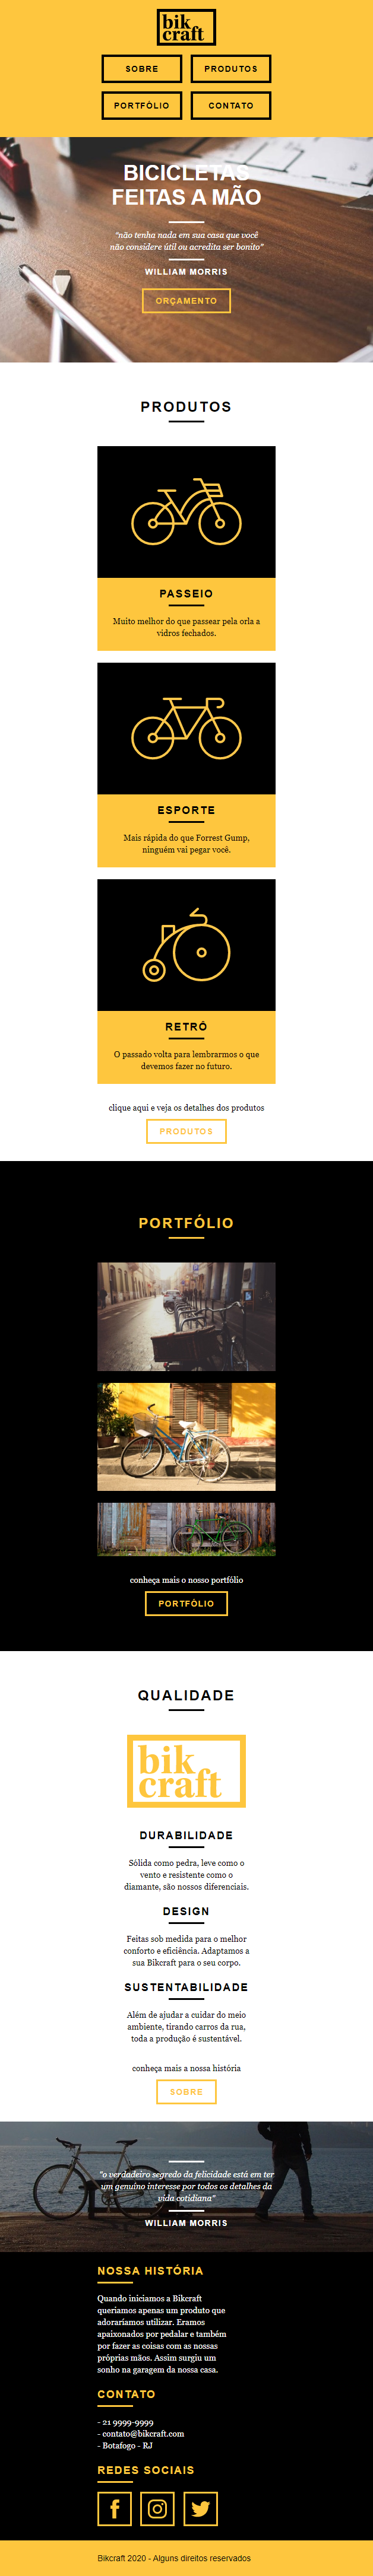 bik
craft
SOBRE
PRODUTOS
PORTFÓLIO
CONTATO
BICICLETAS
FEITAS A MÃO
"não tenha nada em sua casa que você
não considere útil ou acredita ser bonito"
WILLIAM MORRIS
ORÇAMENTO
PRODUTOS
PASSEIO
Muito melhor do que passear pela orla a
vidros fechados.
ESPORTE
Mais rápida do que Forrest Gump,
ninguém vai pegar você.
RETRÔ
O passado volta para lembrarmos o que
devemos fazer no futuro.
clique aqui e veja os detalhes dos produtos
PRODUTOS
PORTFÓLIO
conheça mais o nosso portfólio
PORTFÓLIO
QUALIDADE
bik
craft
DURABILIDADE
Sólida como pedra, leve como o
vento e resistente como o
diamante, são nossos diferenciais.
DESIGN
Feitas sob medida para o melhor
conforto e eficiência. Adaptamos a
sua Bikcraft para o seu corpo.
SUSTENTABILIDADE
Além de ajudar a cuidar do meio
ambiente, tirando carros da rua,
toda a produção é sustentável.
conheça mais a nossa história
SOBRE
"o verdadeiro segredo da felicidade está em ter
um genuíno interesse por todos os detalhes da
vida cotidiana"
WILLIAM MORRIS
NOSSA HISTÓRIA
Quando iniciamos a Bikcraft
queríamos apenas um produto que
adoraríamos utilizar. Eramos
apaixonados por pedalar e também
por fazer as coisas com as nossas
próprias mãos. Assim surgiu um
sonho na garagem da nossa casa.
CONTATO
- 21 9999-9999
- contato@bikcraft.com
- Botafogo - RJ
REDES SOCIAIS
Bikcraft 2020 - Alguns direitos reservados